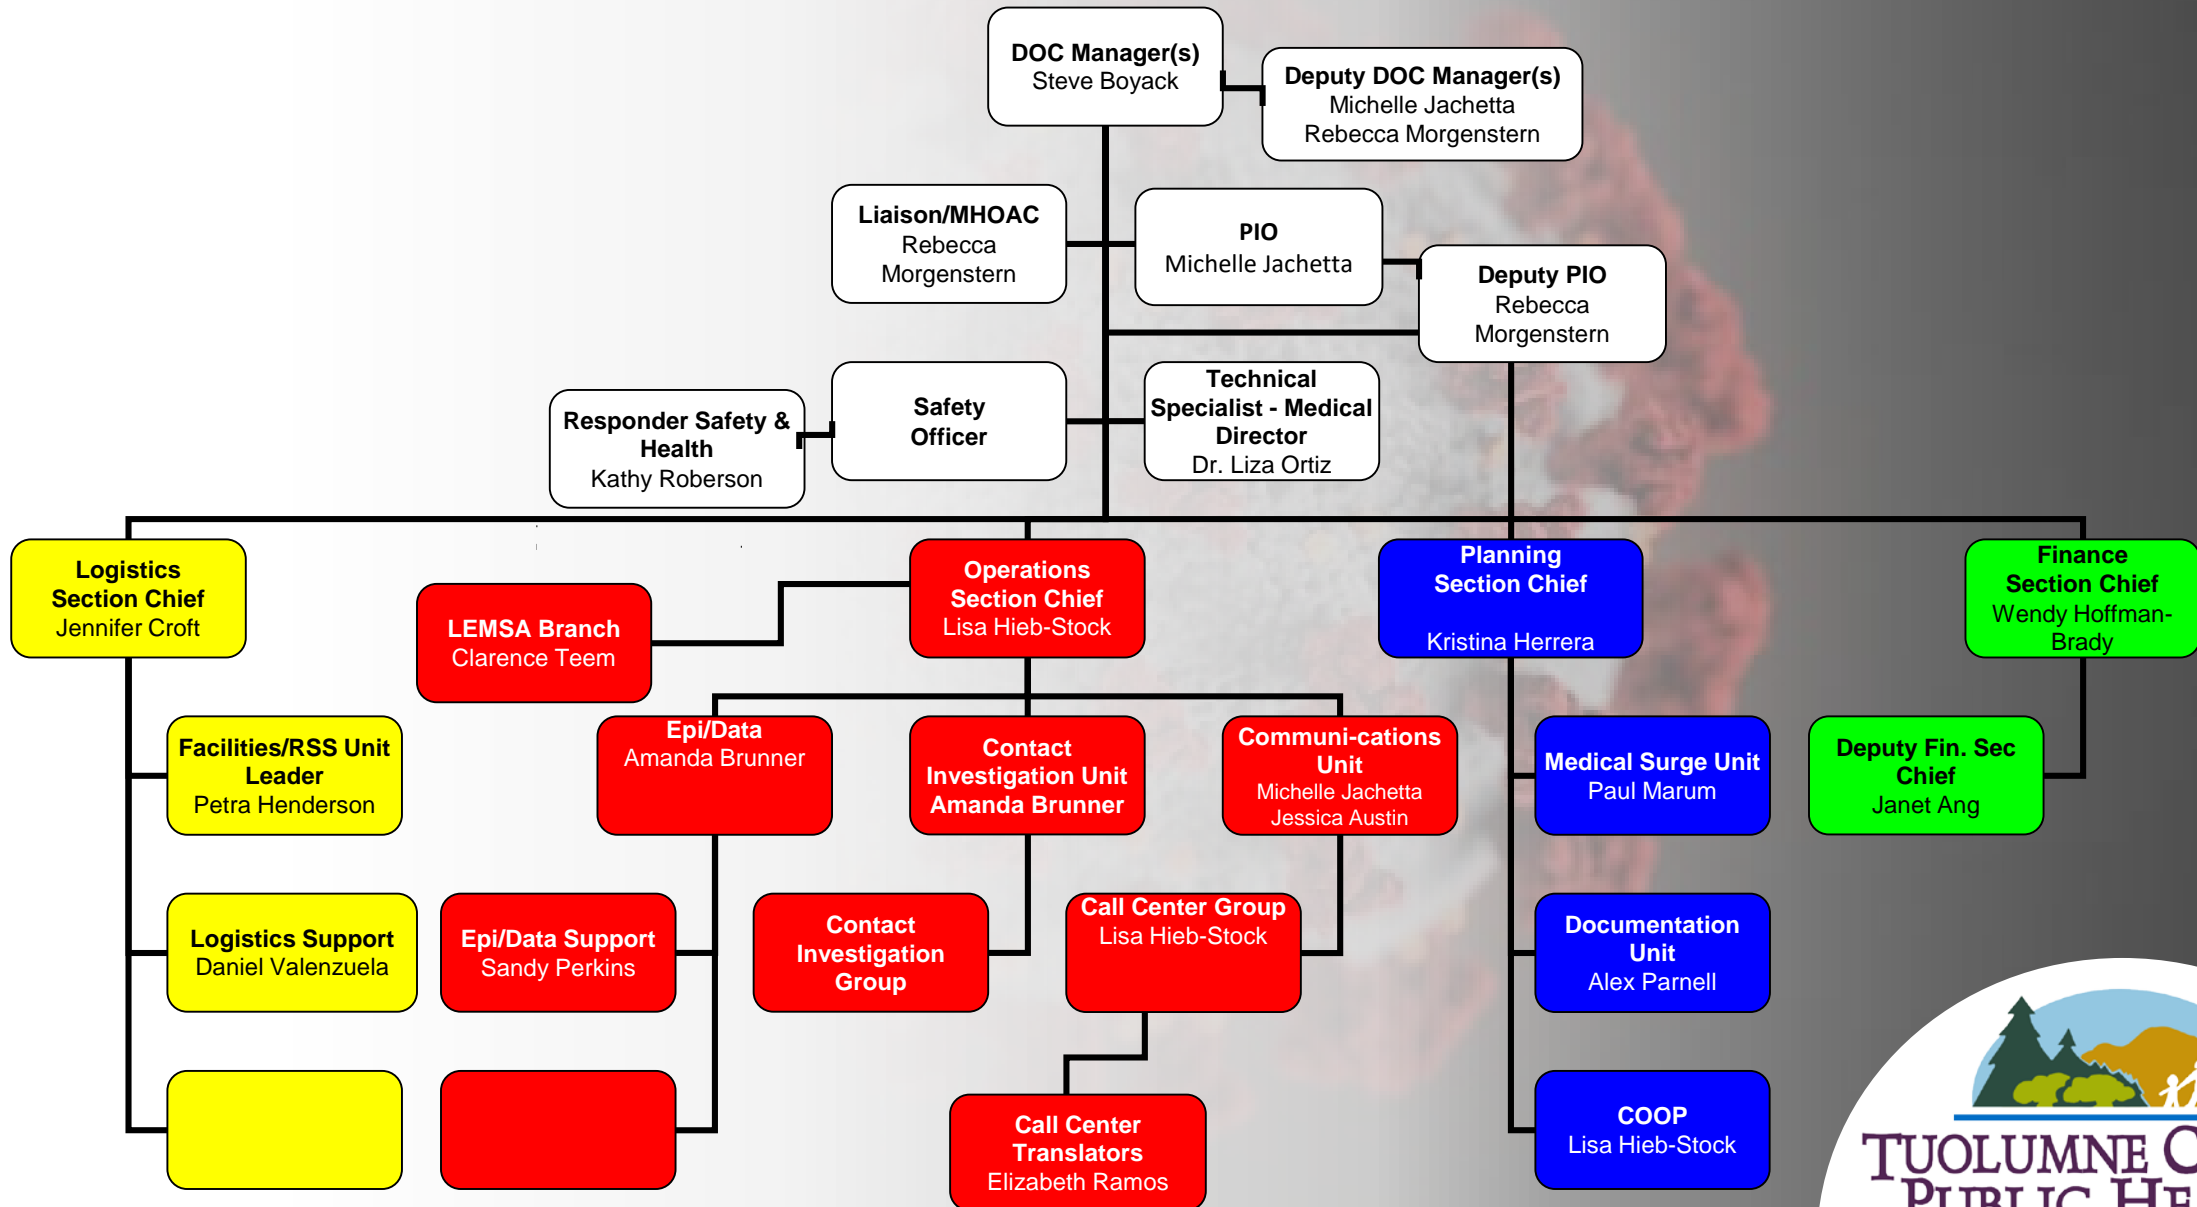 DOC Manager(s)
Steve Boyack
Deputy DOC Manager(s)
Michelle Jachetta
Rebecca Morgenstern
Liaison/MHOAC
Rebecca
Morgenstern
PIO
Michelle Jachetta
Deputy PIO
Rebecca
Morgenstern
Responder Safety &
Health
Kathy Roberson
Safety
Officer
Technical
Specialist - Medical
Director
Dr. Liza Ortiz
Logistics
Section Chief
Jennifer Croft
LEMSA Branch
Clarence Teem
Operations
Section Chief
Lisa Hieb-Stock
Planning
Section Chief
Kristina Herrera
Finance
Section Chief
Wendy Hoffman-
Brady
Facilities/RSS Unit
Leader
Petra Henderson
Epi/Data
Amanda Brunner
Contact
Investigation Unit
Amanda Brunner
Communi-cations
Unit
Michelle Jachetta
Jessica Austin
Medical Surge Unit
Paul Marum
Deputy Fin. Sec
Chief
Janet Ang
Logistics Support
Daniel Valenzuela
Epi/Data Support
Sandy Perkins
Contact
Investigation
Group
Call Center Group
Lisa Hieb-Stock
Documentation
Unit
Alex Parnell
Call Center
Translators
Elizabeth Ramos
COOP
Lisa Hieb-Stock
TUOLUMNE
PUBLIC